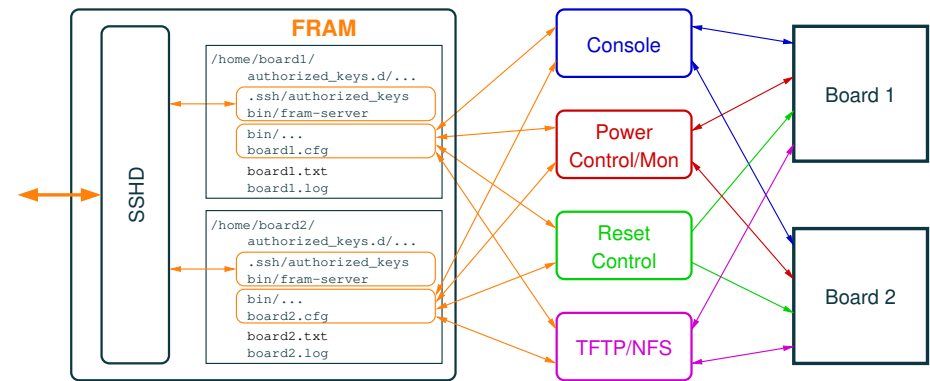 FRAM
SSHD
/home/board1/
authorized_keys.d/...
.ssh/authorized_keys
bin/fram-server
bin/...
board1.cfg
board1.txt
board1.log
/home/board2/
authorized_keys.d/...
.ssh/authorized_keys
bin/fram-server
bin/...
board2.cfg
board2.txt
board2.log
Console
Power
Control/Mon
Reset
Control
TFTP/NFS
Board 1
Board 2